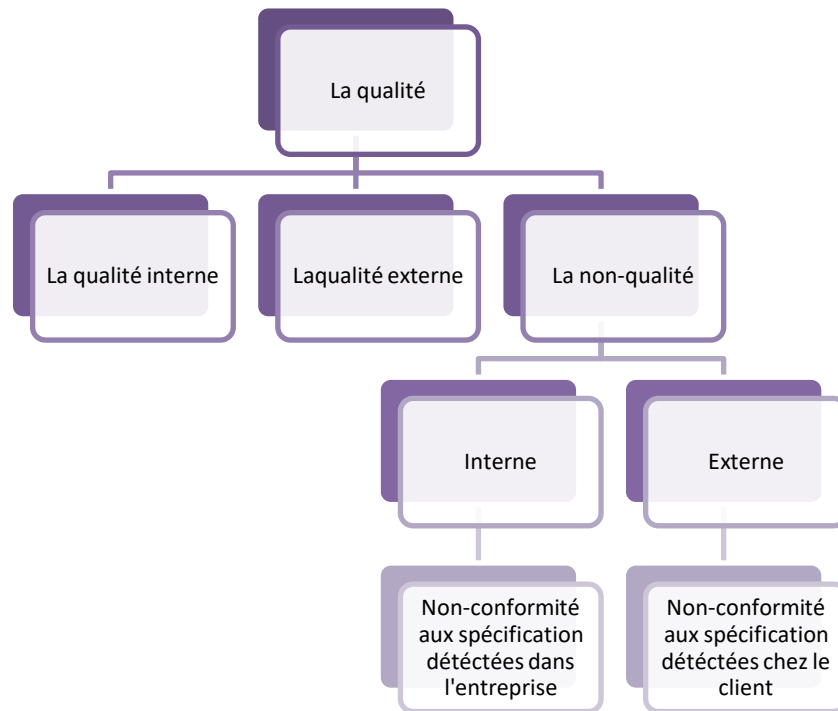 La qualité
La qualité interne
Laqualité externe
La non-qualité
Interne
Externe
Non-conformité
aux spécification
détéctées dans
l'entreprise
Non-conformité
aux spécification
détéctées chez le
client